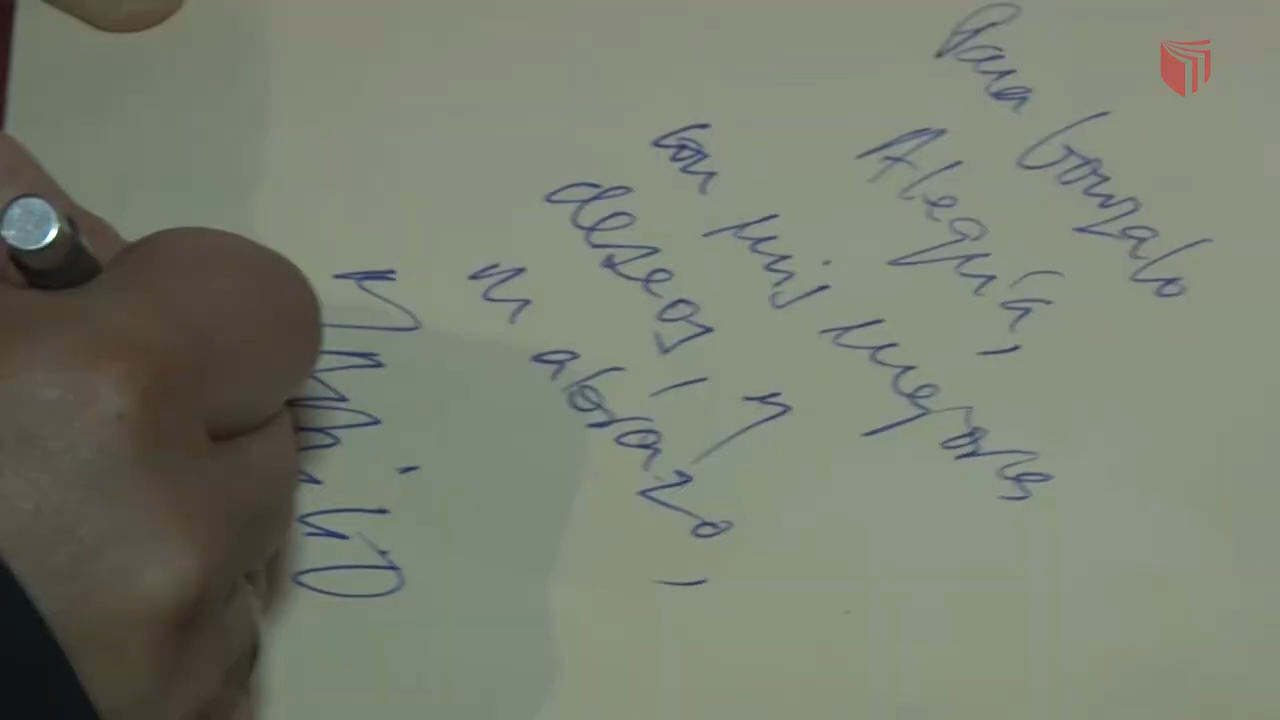 Para Gonzalo
Alegría,
con mis mejores
deseos, y
un abrazo,